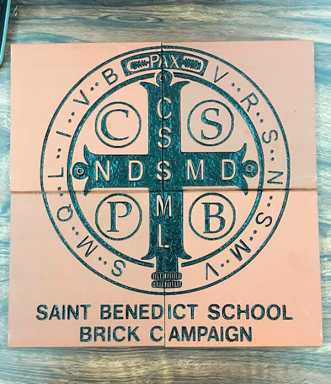 PAX
V · R · S · N · S · M · V
S · M · Q · L · I · V · B
C S
C
S
S
M
L
N D S M D
P B
SAINT BENEDICT SCHOOL
BRICK CAMPAIGN